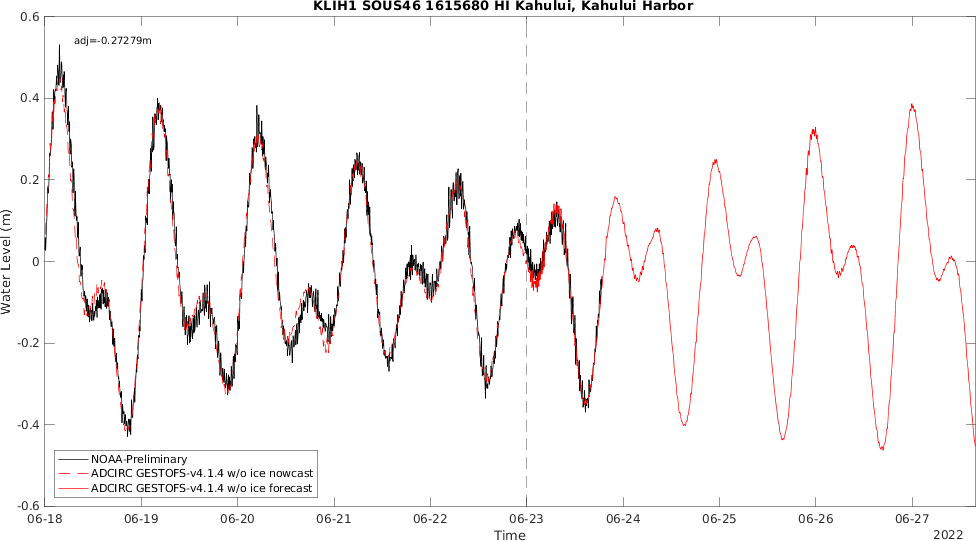 KLIH1 SOUS46 1615680 HI Kahului, Kahului Harbor
adj=-0.27279m
0.6
0.4
0.2
0
-0.2
-0.4
-0.6
Water Level (m)
NOAA-Preliminary
ADCIRC GESTOFS-v4.1.4 w/o ice nowcast
ADCIRC GESTOFS-v4.1.4 w/o ice forecast
06-18 06-19 06-20 06-21 06-22 06-23 06-24 06-25 06-26 06-27
Time
2022